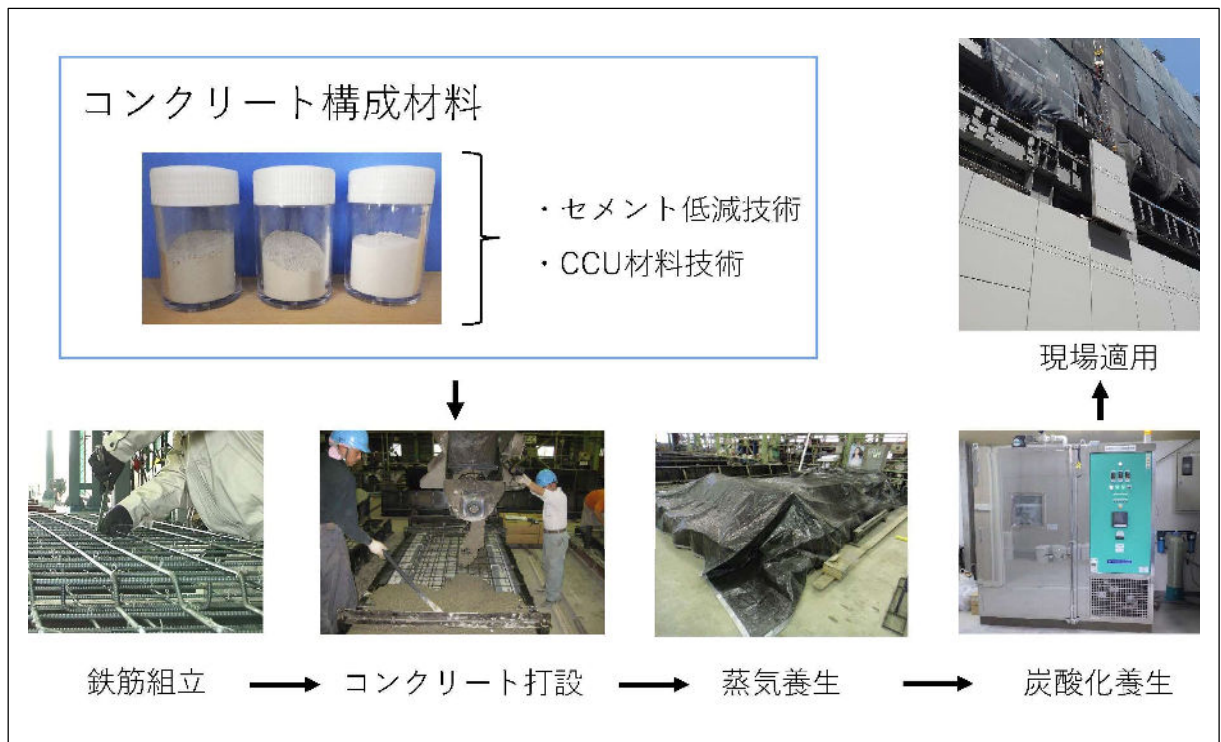 コンクリート構成材料
・セメント低減技術
・CCU材料技術
現場適用
鉄筋組立
コンクリート打設
蒸気養生
炭酸化養生